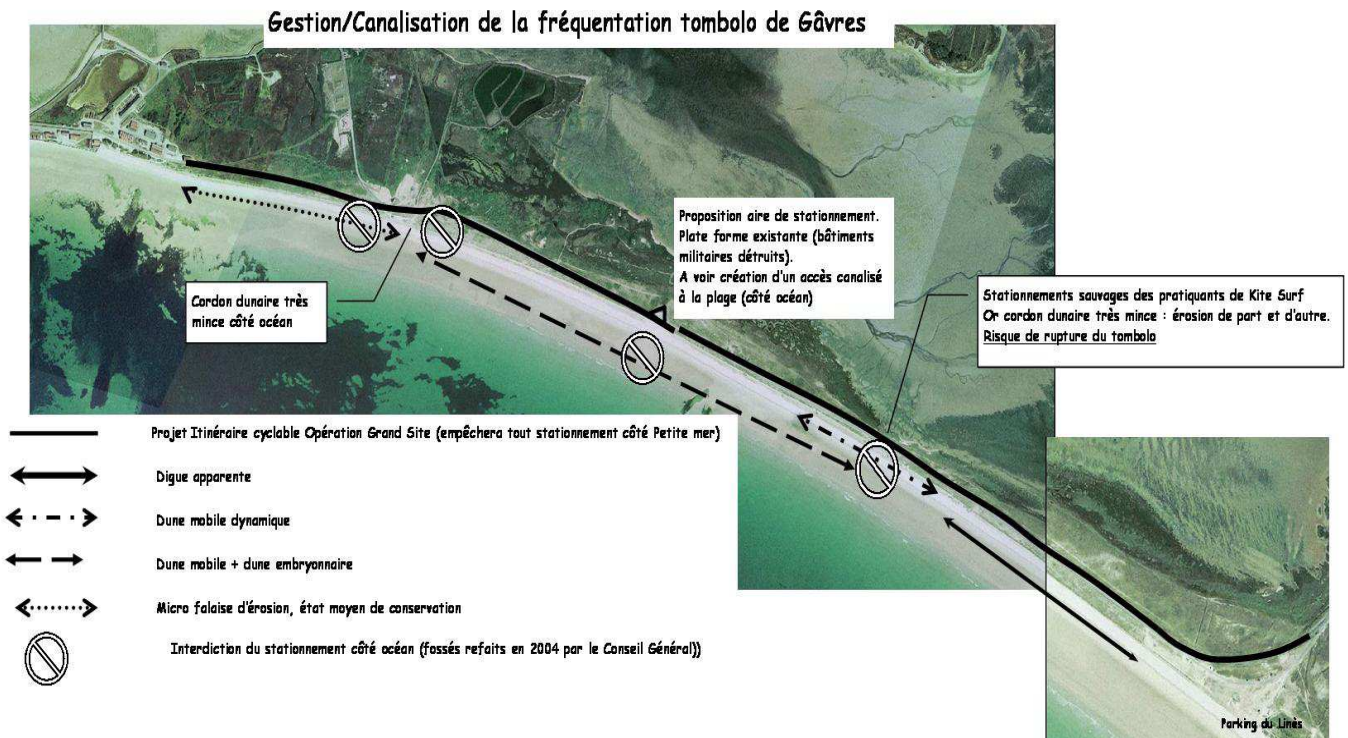 Gestion/Canalisation de la fréquentation tombolo de Gâvres
Proposition aire de stationnement.
Plate forme existante (bâtiments
militaires détruits).
A voir création d'un accès canalisé
à la plage (côté océan)
Cordon dunaire très
mince côté océan
Stationnements sauvages des pratiquants de Kite Surf
Or cordon dunaire très mince : érosion de part et d'autre.
Risque de rupture du tombolo
Projet Itinéraire cyclable Opération Grand Site (empêchera tout stationnement côté Petite mer)
Digue apparente
Dune mobile dynamique
Dune mobile + dune embryonnaire
Micro falaise d'érosion, état moyen de conservation
Interdiction du stationnement côté océan (fossés refaits en 2004 par le Conseil Général))
Parking du Linès